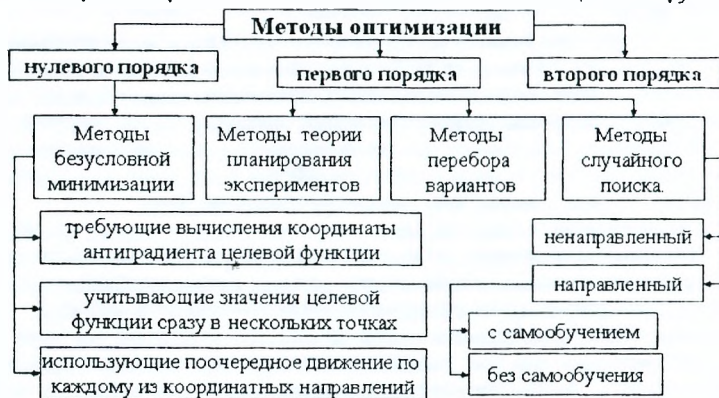 Методы оптимизации
нулевого порядка
первого порядка
второго порядка
Методы
безусловной
минимизации
Методы теории
планирования
экспериментов
Методы
перебора
вариантов
Методы
случайного
поиска.
требующие вычисления координаты
антиградиента целевой функции
учитывающие значения целевой
функции сразу в нескольких точках
использующие поочередное движение по
каждому из координатных направлений
ненаправленный
направленный
с самообучением
без самообучения